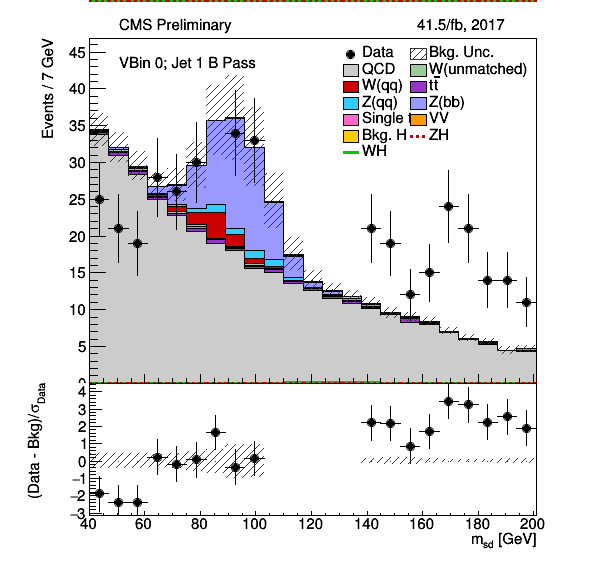 CMS Preliminary 41.5/fb, 2017
VBin 0; Jet 1 B Pass
Data Bkg. Unc.
QCD W(unmatched)
W(qq) tt̄
Z(qq) Z(bb)
Single t VV
Bkg. H ZH
WH
Events / 7 GeV
45
40
35
30
25
20
15
10
5
0
(Data - Bkg)/σData
4
3
2
1
0
−1
−2
−3
40 60 80 100 120 140 160 180 200
msd [GeV]